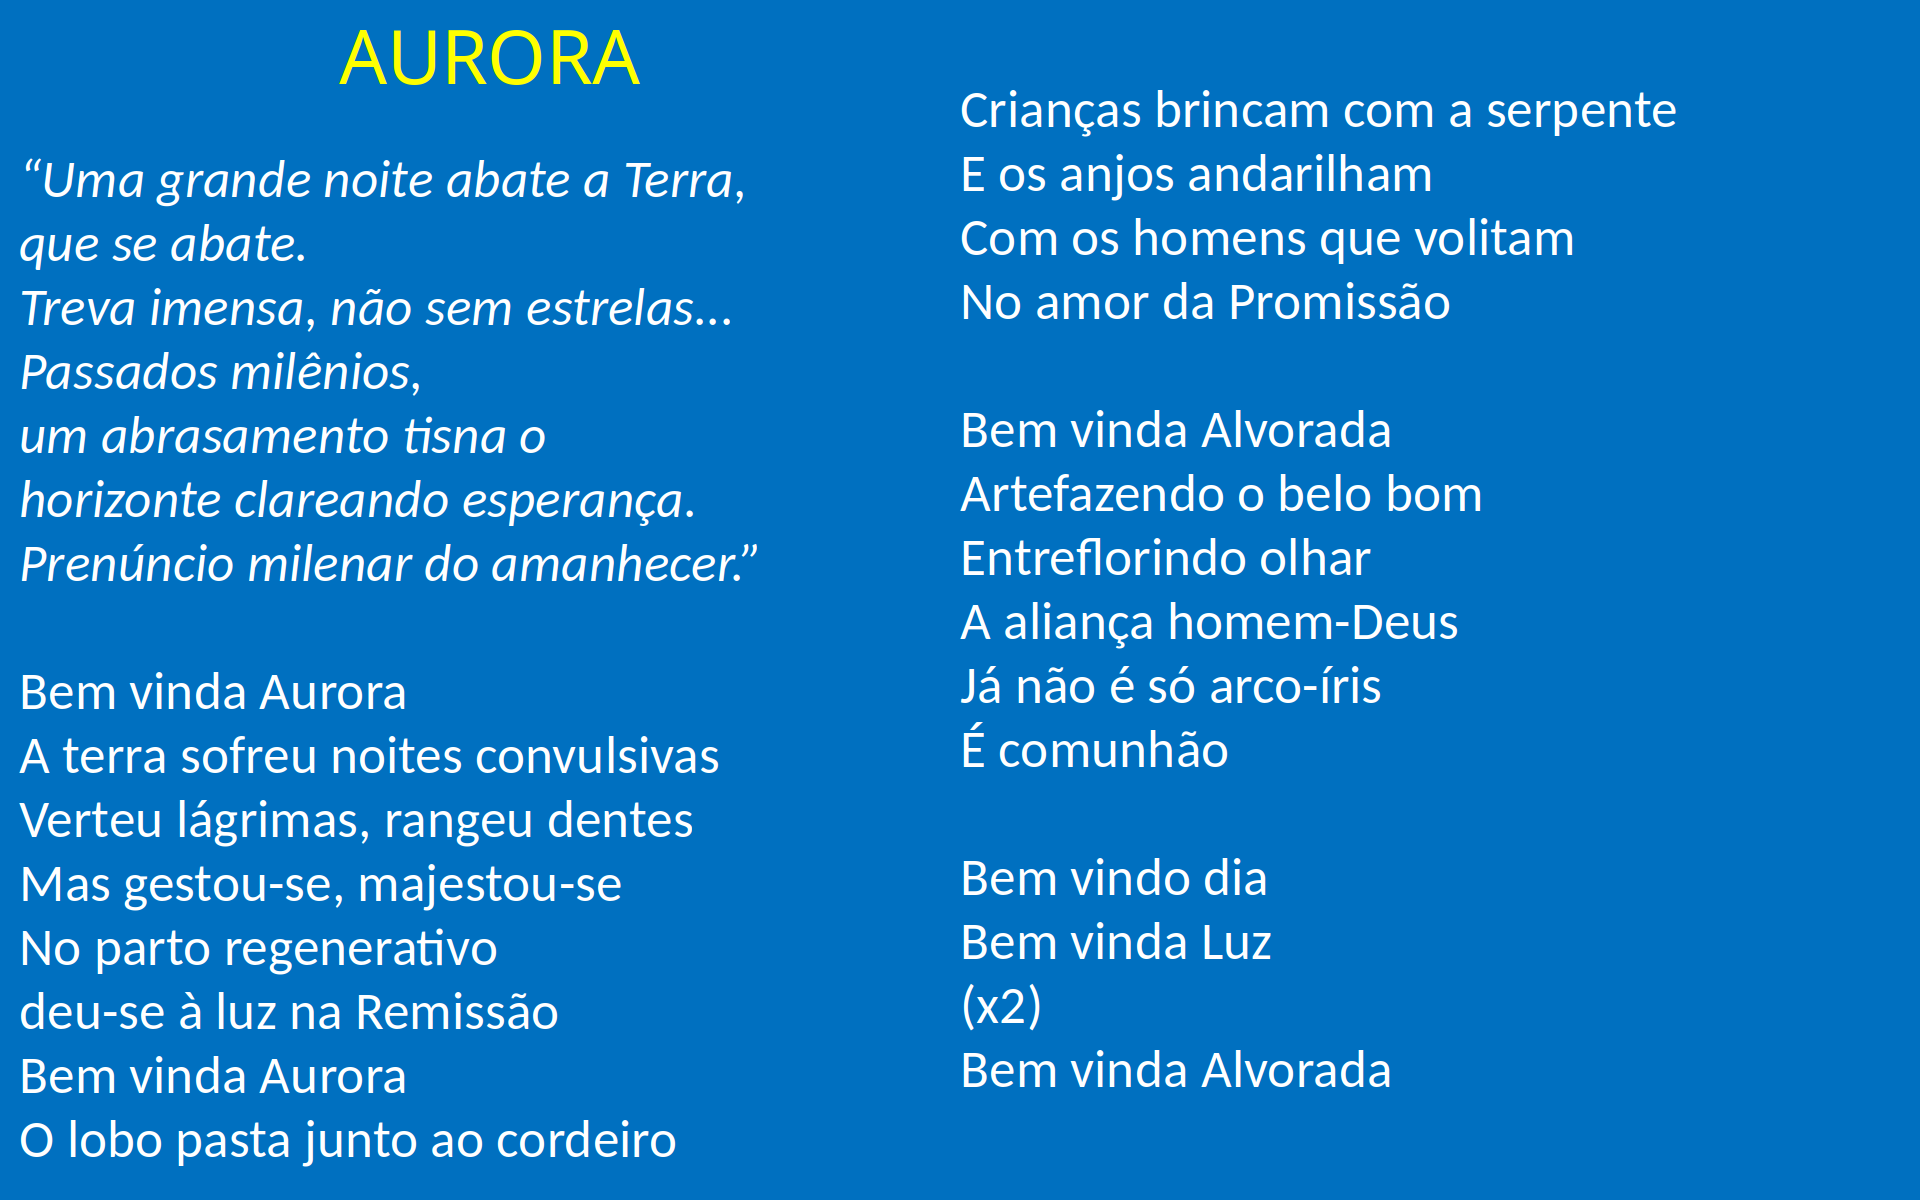 AURORA
“Uma grande noite abate a Terra,
que se abate.
Treva imensa, não sem estrelas...
Passados milênios,
um abrasamento tisna o
horizonte clareando esperança.
Prenúncio milenar do amanhecer.”
Bem vinda Aurora
A terra sofreu noites convulsivas
Verteu lágrimas, rangeu dentes
Mas gestou-se, majestou-se
No parto regenerativo
deu-se à luz na Remissão
Bem vinda Aurora
O lobo pasta junto ao cordeiro
Crianças brincam com a serpente
E os anjos andarilham
Com os homens que volitam
No amor da Promissão
Bem vinda Alvorada
Artefazendo o belo bom
Entreflorindo olhar
A aliança homem-Deus
Já não é só arco-íris
É comunhão
Bem vindo dia
Bem vinda Luz
(x2)
Bem vinda Alvorada